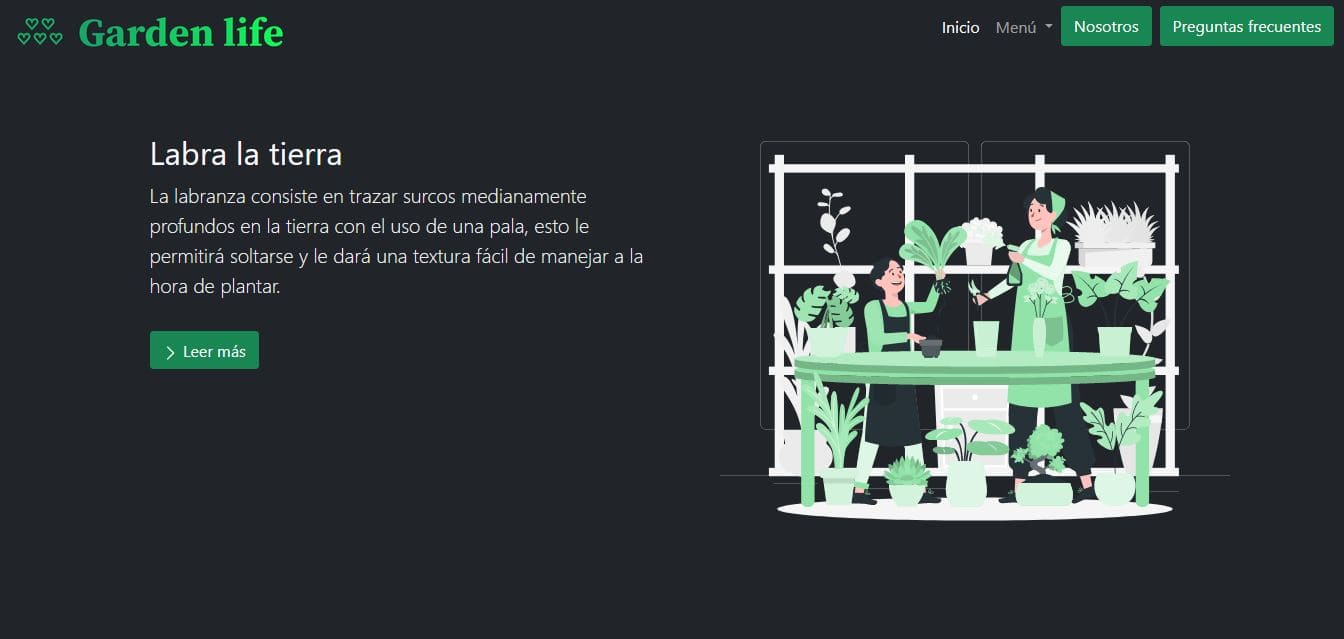 Garden life
Inicio Menú Nosotros Preguntas frecuentes
Labra la tierra
La labranza consiste en trazar surcos medianamente
profundos en la tierra con el uso de una pala, esto le
permitirá soltarse y le dará una textura fácil de manejar a la
hora de plantar.
Leer más